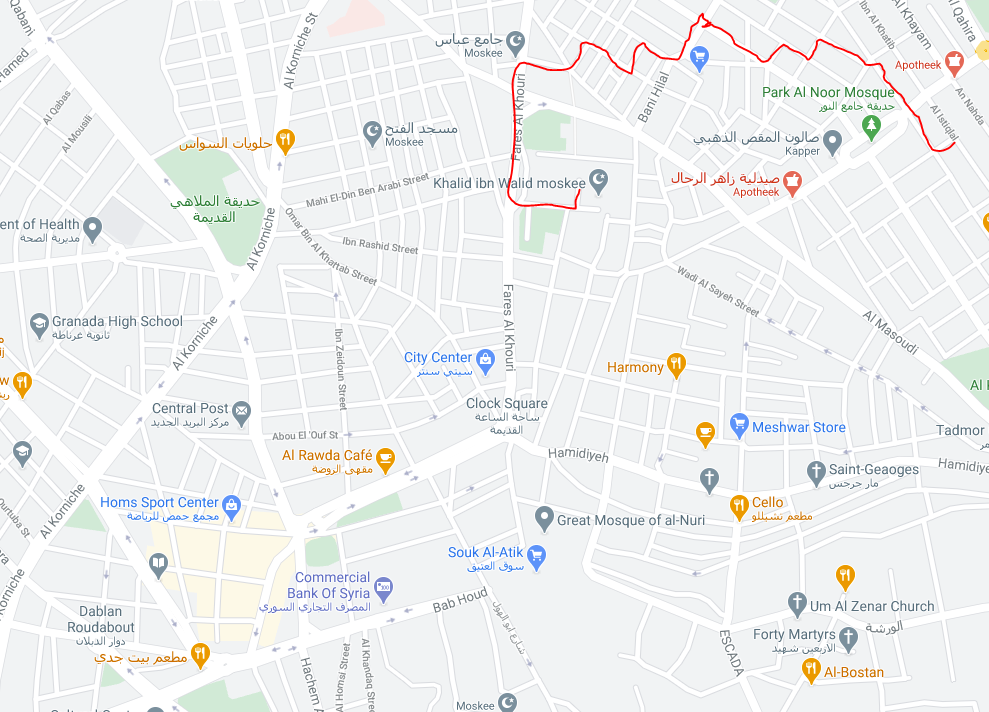 Qabani
Al Korniche St
Ibn Al Khatib
Al Khayam
Al Qahira
جامع عباس
Moskee
Apotheek
Hamed
Al Qabas
Al Mousili
Fares Al Khouri
Bani Hilal
Park Al Noor Mosque
حديقة جامع النور
An Nahda
Al Istiqlal
حلويات السواس
مسجد الفتح
Moskee
صالون المقص الذهبي
Kapper
صيدلية زاهر الرحال
Apotheek
Khalid ibn Walid moskee
Mahi El-Din Ben Arabi Street
حديقة الملاهي
القديمة
Omar Bin Al Khattab Street
Ibn Rashid Street
ent of Health
مديرية الصحة
Al Korniche
Wadi Al Sayeh Street
Granada High School
ثانوية غرناطة
Al Korniche
Ibn Zeidoun Street
Fares Al Khouri
Al Masoudi
City Center
سيتي سنتر
Harmony
Al
Central Post
مركز البريد الجديد
Clock Square
ساحة الساعة
القديمة
Meshwar Store
Tadmor
Abou El 'Ouf St
Al Rawda Café
مقهى الروضة
Hamidiyeh
Saint-Geaoges
مار جرجس
Hamidiye
Ourtuba St
Al Korniche
Homs Sport Center
مجمع حمص للرياضة
Great Mosque of al-Nuri
Cello
مطعم تشيللو
Souk Al-Atik
سوق العتيق
Commercial
Bank Of Syria
المصرف التجاري السوري
Korniche
Bab Houd
شارع ابو الهول
Dablan
Roudabout
دوار الدبلان
Um Al Zenar Church
الورشة
ESCADA
Forty Martyrs
الأربعين شهيد
مطعم بيت جدي
Hachem A
Al Homsi Street
Al Khandaq Street
Al-Bostan
Moskee